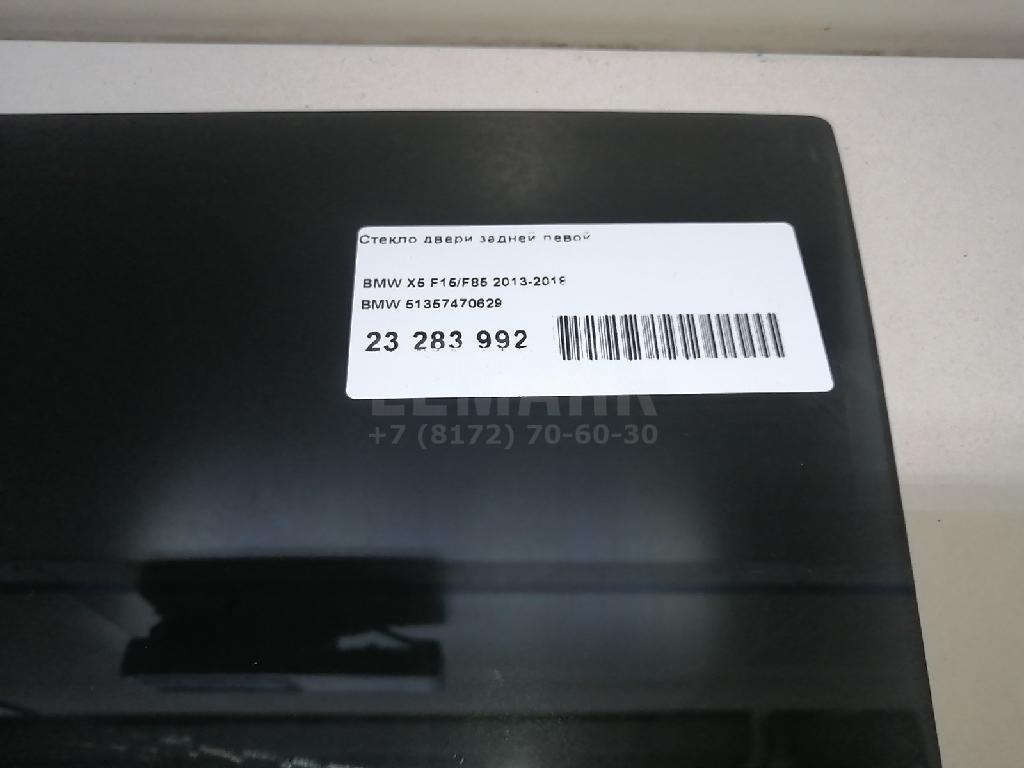 Стекло двери задней левой
BMW X5 F15/F85 2013-2018
BMW 51357470629
23 283 992
+7 (8172) 70-60-30